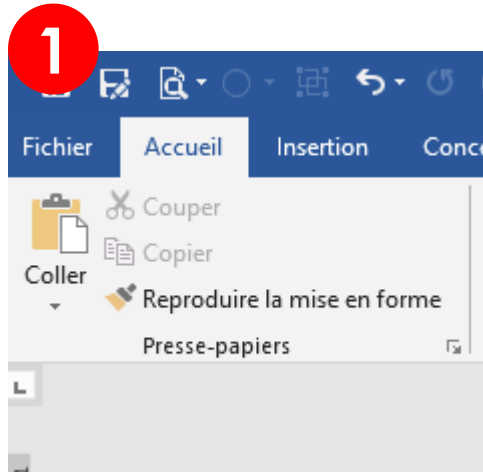 1
Fichier Accueil Insertion Conc
Couper
Copier
Coller
Reproduire la mise en forme
Presse-papiers
L